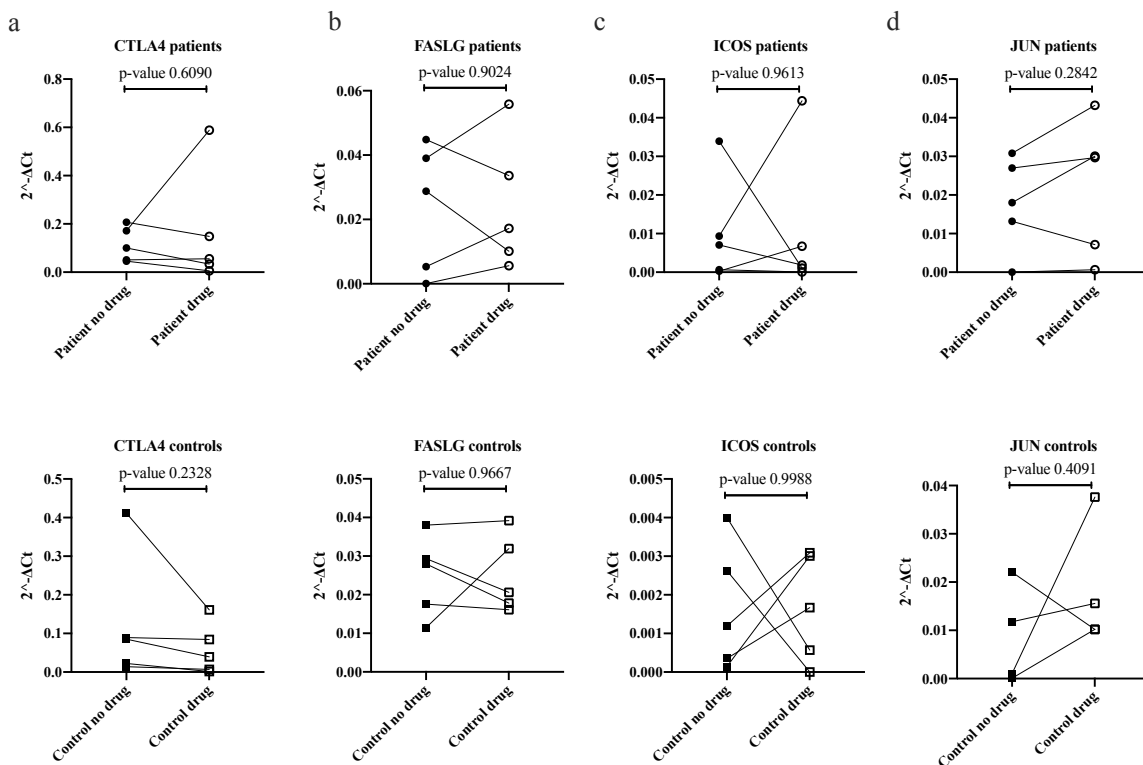 a
b
c
d
CTLA4 patients
p-value 0.6090
2^-ΔCt
0.8
0.6
0.4
0.2
0.0
Patient no drug
Patient drug
FASLG patients
p-value 0.9024
2^-ΔCt
0.06
0.04
0.02
0.00
Patient no drug
Patient drug
ICOS patients
p-value 0.9613
2^-ΔCt
0.05
0.04
0.03
0.02
0.01
0.00
Patient no drug
Patient drug
JUN patients
p-value 0.2842
2^-ΔCt
0.05
0.04
0.03
0.02
0.01
0.00
Patient no drug
Patient drug
CTLA4 controls
p-value 0.2328
2^-ΔCt
0.5
0.4
0.3
0.2
0.1
0.0
Control no drug
Control drug
FASLG controls
p-value 0.9667
2^-ΔCt
0.05
0.04
0.03
0.02
0.01
0.00
Control no drug
Control drug
ICOS controls
p-value 0.9988
2^-ΔCt
0.005
0.004
0.003
0.002
0.001
0.000
Control no drug
Control drug
JUN controls
p-value 0.4091
2^-ΔCt
0.04
0.03
0.02
0.01
0.00
Control no drug
Control drug